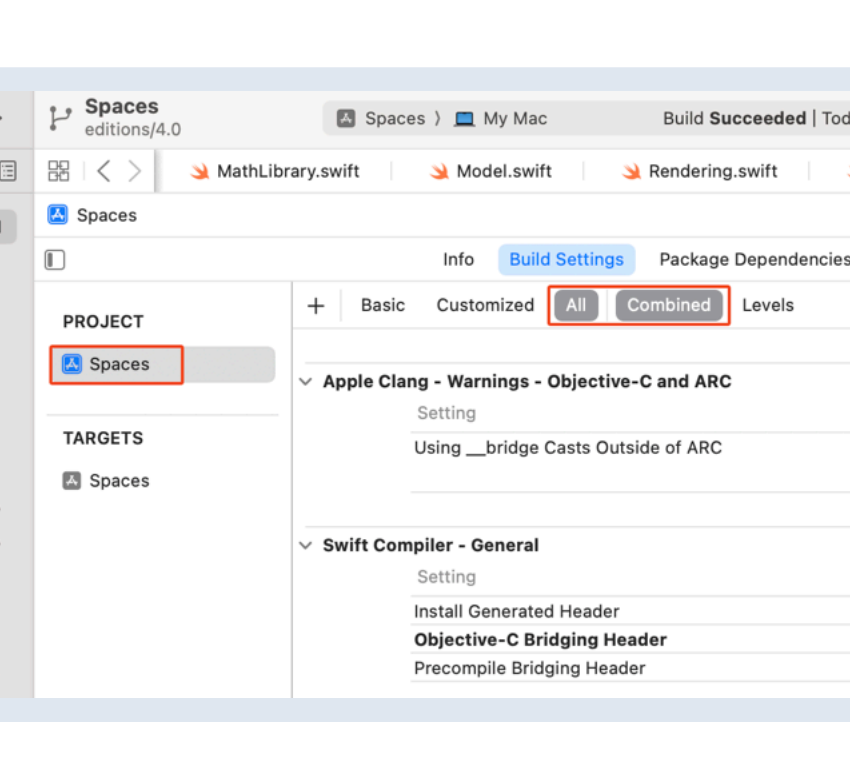 Spaces
editions/4.0
Spaces 〉 My Mac
Build Succeeded | Tod
MathLibrary.swift
Model.swift
Rendering.swift
Spaces
Info
Build Settings
Package Dependencies
PROJECT
Spaces
TARGETS
Spaces
+ Basic Customized All Combined Levels
Apple Clang - Warnings - Objective-C and ARC
Setting
Using __bridge Casts Outside of ARC
Swift Compiler - General
Setting
Install Generated Header
Objective-C Bridging Header
Precompile Bridging Header